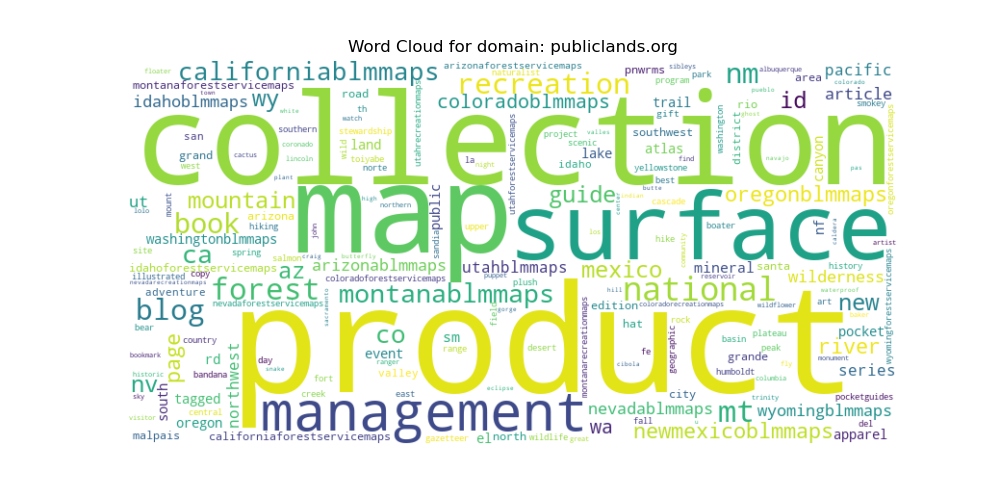 Word Cloud for domain: publiclands.org
californiablmmaps
arizonaforestservicemaps
pnwrms
sibleys
albuquerque
floater
naturalist
program
park
nm
area
colorado
pacific
montanaforestservicemaps
town
recreation
pueblo
idahoblmmaps
wy
road
th
coloradoblmmaps
trail
gift
id
article
smokey
white
watch
utahrecreationmaps
rio
ghost
collection
san
southern
stewardship
project
valles
southwest
washington
district
oregonforestservicemaps
grand
cactus
coronado
wild
land
scenic
atlas
canyon
west
lincoln
toiyabe
norte
la
night
idaho
lake
yellowstone
find
navajo
pas
plant
best
butte
ut
mount
mountain
high
map
public
utahforestservicemaps
guide
center
cascade
oregonblmmaps
lolo
arizona
northern
surface
boater
nf
book
hiking
john
sandia
upper
los
caldera
artist
washingtonblmmaps
hike
community
site
spring
ca
craig
butterfly
history
idahoforestservicemaps
salmon
az
arizonablmmaps
utahblmmaps
mexico
mineral
santa
illustrated
copy
coloradoforestservicemaps
puppet
plush
reservoir
wilderness
nevadarecreationmaps
adventure
forest
montanablmmaps
hill
national
waterproof
nevadaforestservicemaps
sacramento
field
gorge
edition
coloradorecreationmaps
wildflower
art
new
blog
bear
product
co
sm
event
hat
rock
plateau
pocket
wyomingforestservicemaps
page
country
range
desert
montanarecreationmaps
basin
peak
river
bookmark
rd
day
ranger
valley
fe
geographic
grande
monument
historic
nv
bandana
snake
fort
cibola
humboldt
fly
series
sky
south
tagged
northwest
creek
east
eclipse
city
columbia
trinity
pocketguides
visitor
central
oregon
management
nevadablmmaps
mt
wyomingblmmaps
del
malpais
californiaforestservicemaps
gazetteer
el
north
wildlife
great
wa
fall
newmexicoblmmaps
apparel